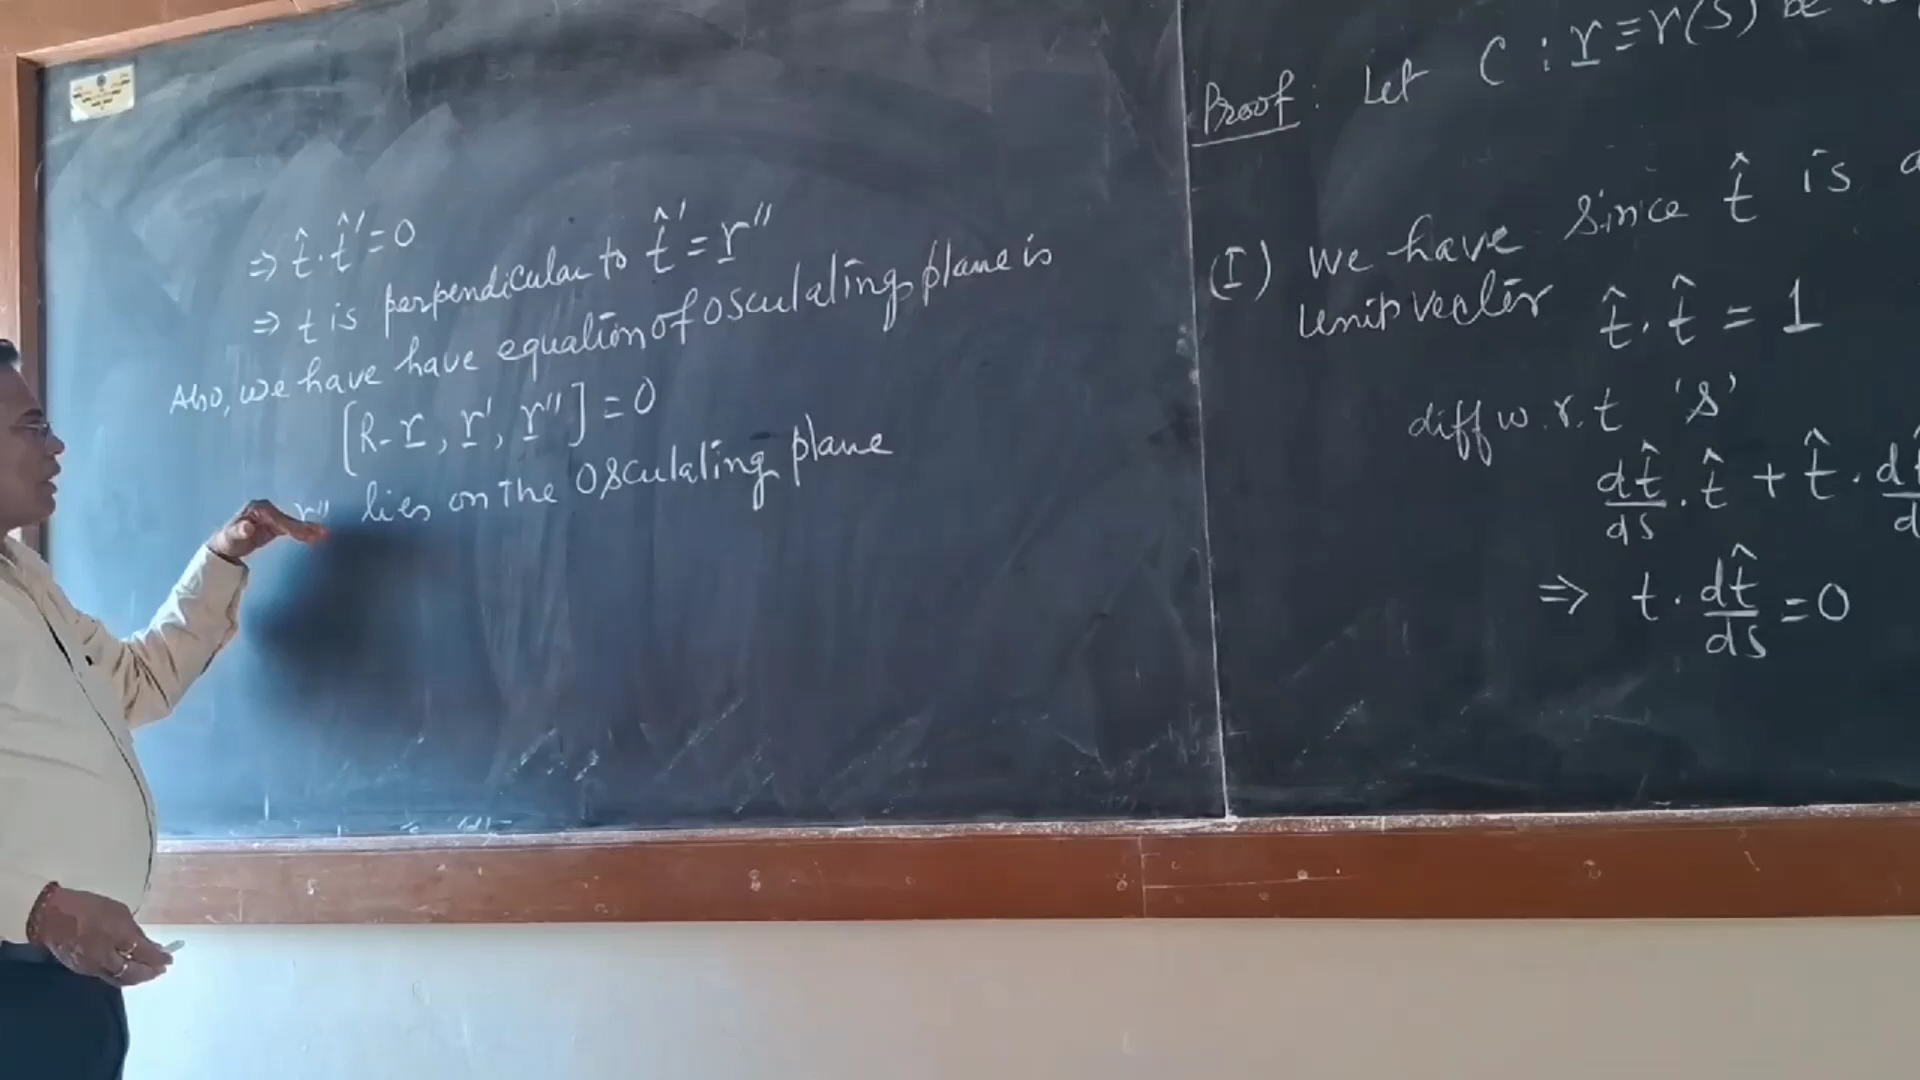 ⇒ t̂·t̂′=0
⇒ t is perpendicular to t̂′=r″
Also, we have have equation of osculating plane is
[R-r, r′, r″]=0
r″ lies on the osculating plane
Proof: Let C: r≡r(s) be
(I) We have since t̂ is a
unit vector t̂·t̂=1
diff w.r.t 's'
dt̂/ds·t̂+t̂·dt̂/d
⇒ t·dt̂/ds=0